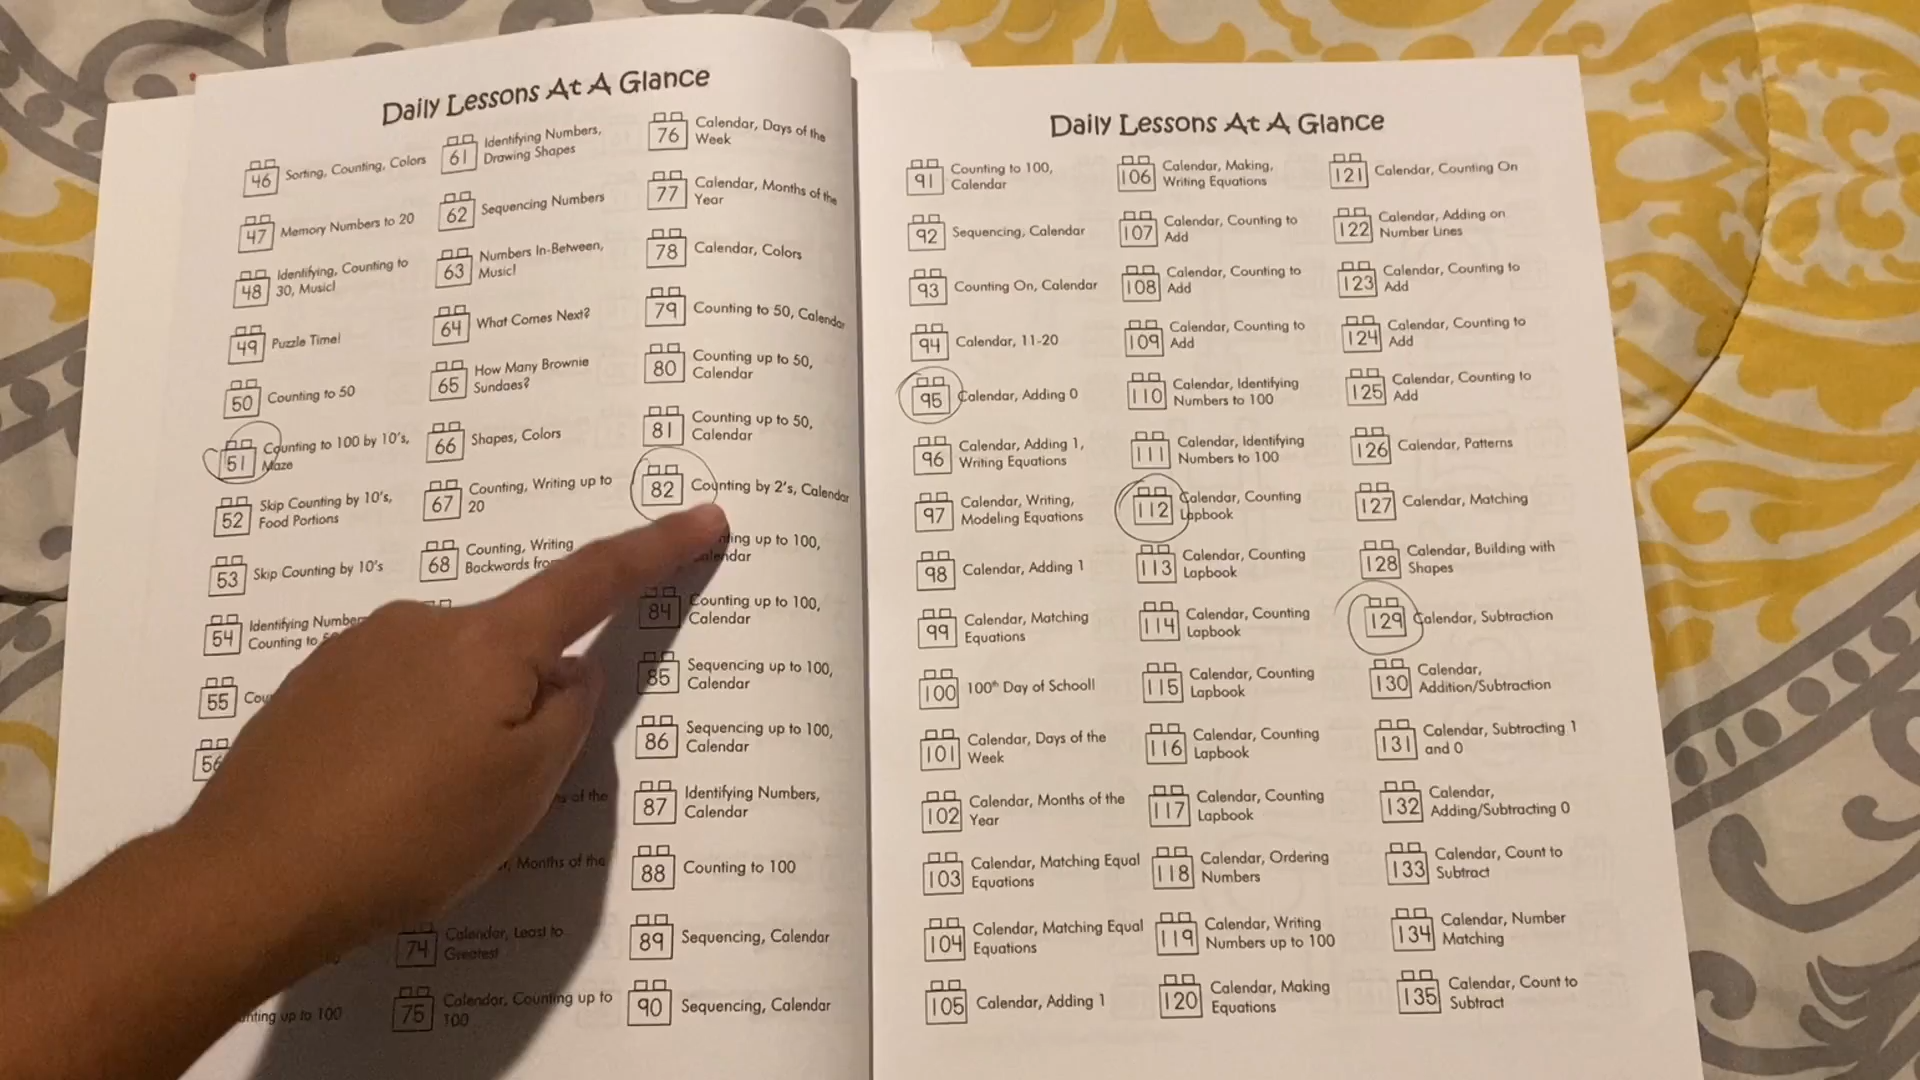 Daily Lessons At A Glance
46 Sorting, Counting, Colors
47 Memory Numbers to 20
48 Identifying, Counting to
30, Music!
49 Puzzle Time!
50 Counting to 50
51 Counting to 100 by 10's,
Maze
52 Skip Counting by 10's,
Food Portions
53 Skip Counting by 10's
54 Identifying
Counting to
55
56
up to 100
61 Identifying Numbers,
Drawing Shapes
62 Sequencing Numbers
63 Numbers In-Between,
Music!
64 What Comes Next?
65 How Many Brownie
Sundaes?
66 Shapes, Colors
67 Counting, Writing up to
20
68 Counting, Writing
Backwards
of the
Months of the
74 Calendar, Least to
Greatest
75 Calendar, Counting up to
100
76 Calendar, Days of the
Week
77 Calendar, Months of the
Year
78 Calendar, Colors
79 Counting to 50, Calendar
80 Counting up to 50,
Calendar
81 Counting up to 50,
Calendar
82 Counting by 2's, Calendar
up to 100,
Calendar
84 Counting up to 100,
Calendar
85 Sequencing up to 100,
Calendar
86 Sequencing up to 100,
Calendar
87 Identifying Numbers,
Calendar
88 Counting to 100
89 Sequencing, Calendar
90 Sequencing, Calendar
Daily Lessons At A Glance
91 Counting to 100,
Calendar
92 Sequencing, Calendar
93 Counting On, Calendar
94 Calendar, 11-20
95 Calendar, Adding 0
96 Calendar, Adding 1,
Writing Equations
97 Calendar, Writing,
Modeling Equations
98 Calendar, Adding 1
99 Calendar, Matching
Equations
100 100th Day of School!
101 Calendar, Days of the
Week
102 Calendar, Months of the
Year
103 Calendar, Matching Equal
Equations
104 Calendar, Matching Equal
Equations
105 Calendar, Adding 1
106 Calendar, Making,
Writing Equations
107 Calendar, Counting to
Add
108 Calendar, Counting to
Add
109 Calendar, Counting to
Add
110 Calendar, Identifying
Numbers to 100
111 Calendar, Identifying
Numbers to 100
112 Calendar, Counting
Lapbook
113 Calendar, Counting
Lapbook
114 Calendar, Counting
Lapbook
115 Calendar, Counting
Lapbook
116 Calendar, Counting
Lapbook
117 Calendar, Counting
Lapbook
118 Calendar, Ordering
Numbers
119 Calendar, Writing
Numbers up to 100
120 Calendar, Making
Equations
121 Calendar, Counting On
122 Calendar, Adding on
Number Lines
123 Calendar, Counting to
Add
124 Calendar, Counting to
Add
125 Calendar, Counting to
Add
126 Calendar, Patterns
127 Calendar, Matching
128 Calendar, Building with
Shapes
129 Calendar, Subtraction
130 Calendar,
Addition/Subtraction
131 Calendar, Subtracting 1
and 0
132 Calendar,
Adding/Subtracting 0
133 Calendar, Count to
Subtract
134 Calendar, Number
Matching
135 Calendar, Count to
Subtract